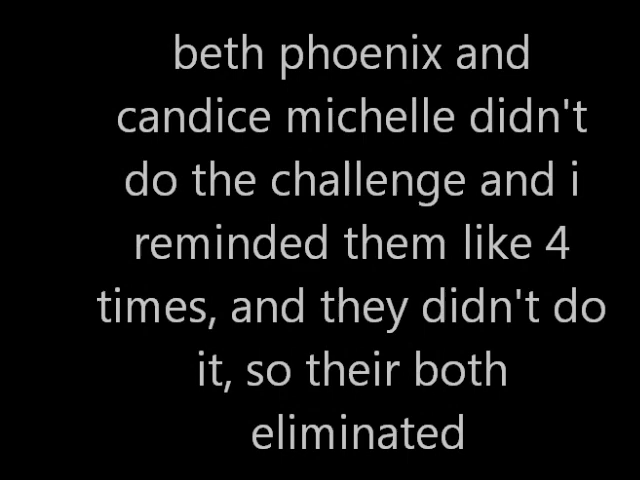 beth phoenix and
candice michelle didn't
do the challenge and i
reminded them like 4
times, and they didn't do
it, so their both
eliminated